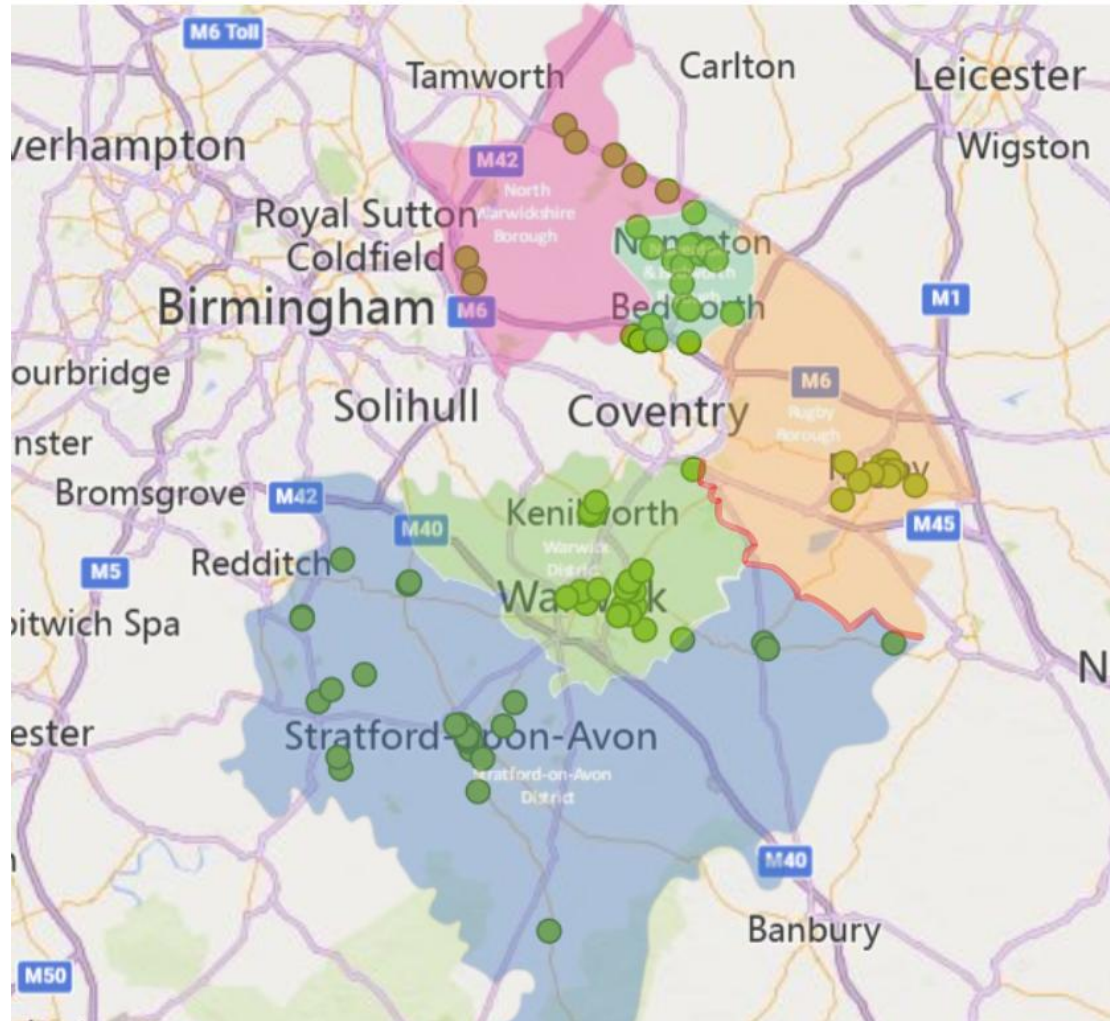 M6 Toll
Tamworth
Carlton
Leicester
verhampton
Wigston
M42
North
Warwickshire
Borough
Royal Sutton
Coldfield
Birmingham
M6
M1
ourbridge
M6
Rugby
Borough
Solihull
Coventry
nster
Bromsgrove
M42
M40
Kenilworth
M45
Warwick
District
Redditch
M5
Warwick
oitwich Spa
N
ester
Stratford-upon-Avon
Stratford-on-Avon
District
M40
Banbury
M50